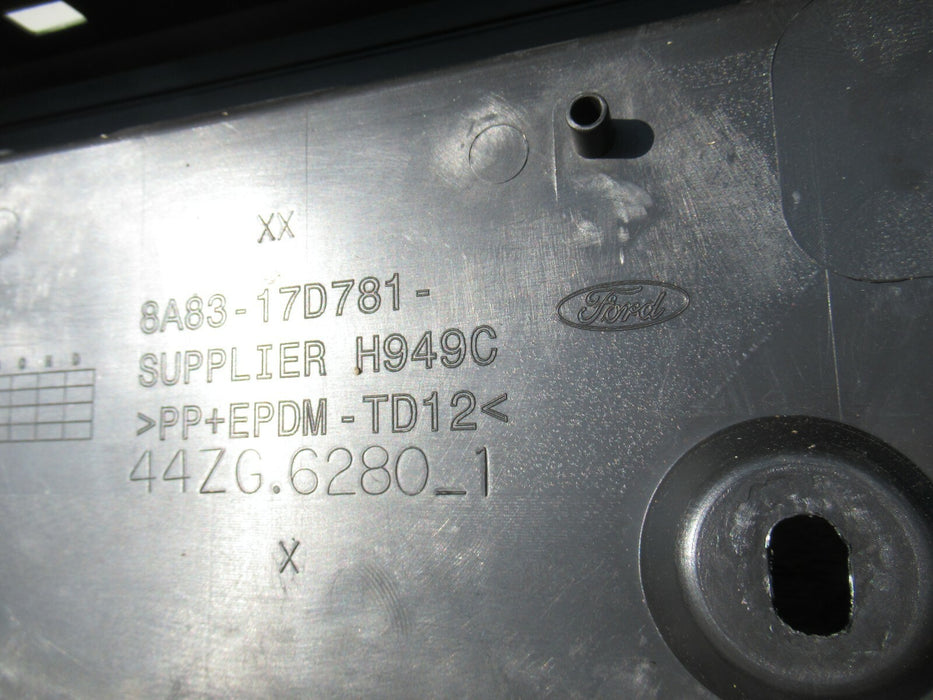 XX
8A83-17D781-
Ford
SUPPLIER H949C
>PP+EPDM-TD12<
44ZG.6280_1
X